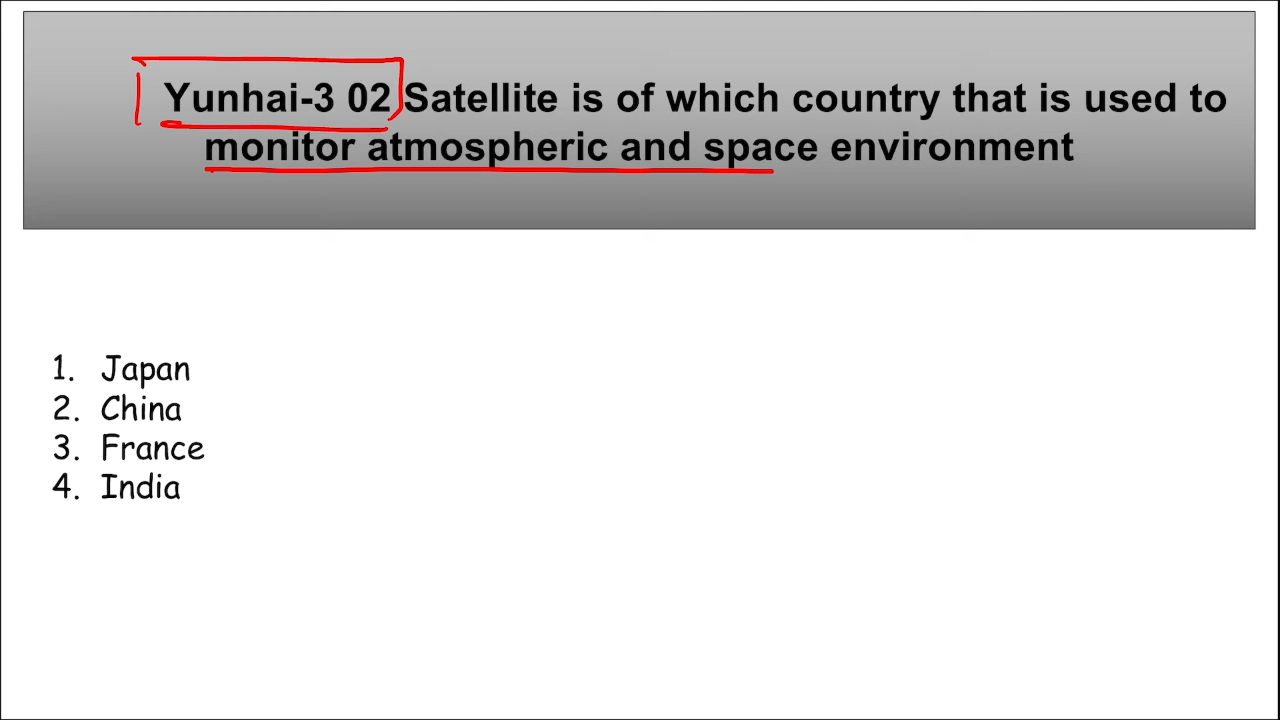 Yunhai-3 02 Satellite is of which country that is used to
monitor atmospheric and space environment
1. Japan
2. China
3. France
4. India